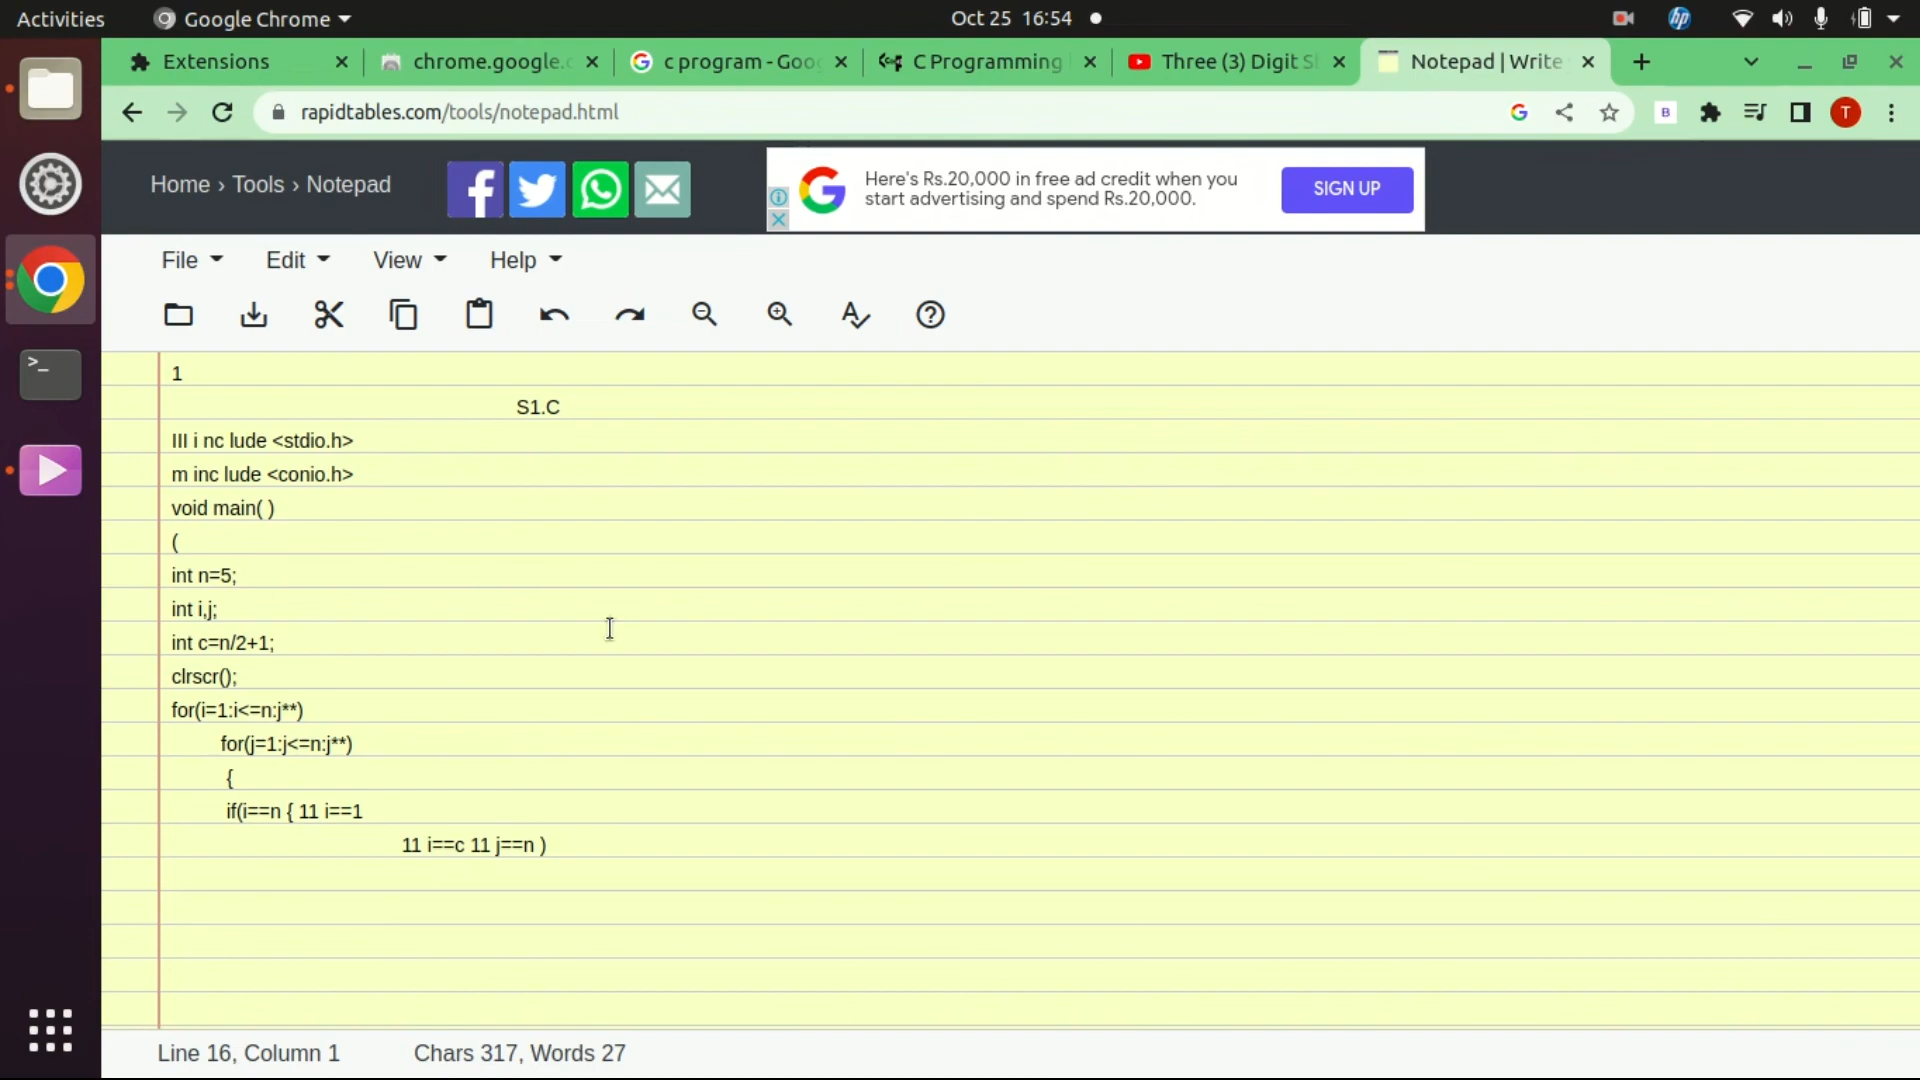 Activities Google Chrome Oct 25 16:54
Extensions chrome.google.c c program - Goog C Programming Three (3) Digit S Notepad | Write
rapidtables.com/tools/notepad.html B T
Home › Tools › Notepad
Here's Rs.20,000 in free ad credit when you
start advertising and spend Rs.20,000.
SIGN UP
File Edit View Help
1
S1.C
III i nc lude <stdio.h>
m inc lude <conio.h>
void main( )
(
int n=5;
int i,j;
int c=n/2+1;
clrscr();
for(i=1:i<=n:j**)
for(j=1:j<=n:j**)
{
if(i==n { 11 i==1
11 i==c 11 j==n )
Line 16, Column 1 Chars 317, Words 27